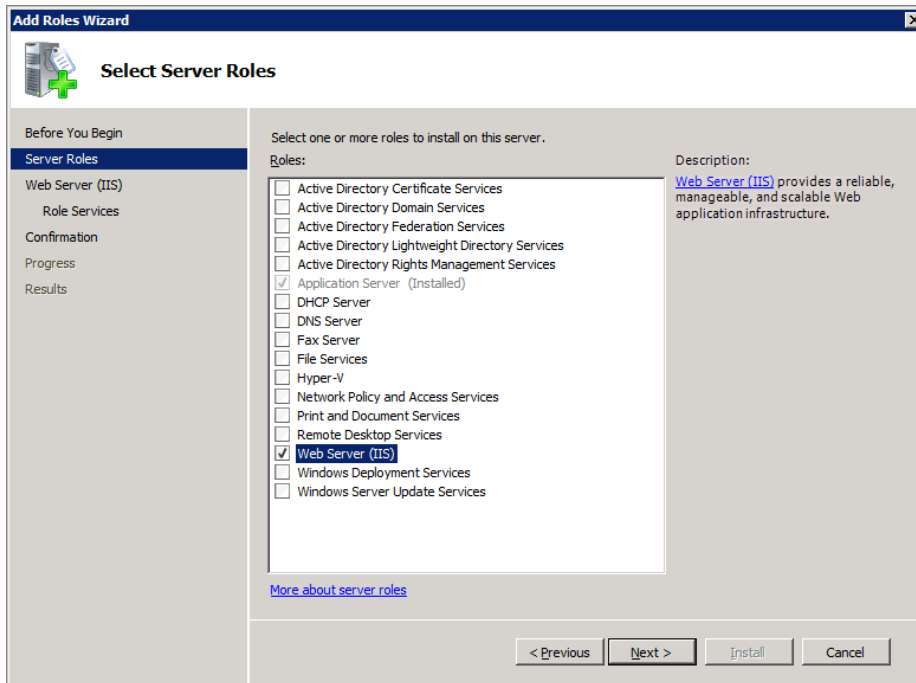 Add Roles Wizard
Select Server Roles
Before You Begin
Server Roles
Web Server (IIS)
Role Services
Confirmation
Progress
Results
Select one or more roles to install on this server.
Roles:
Active Directory Certificate Services
Active Directory Domain Services
Active Directory Federation Services
Active Directory Lightweight Directory Services
Active Directory Rights Management Services
Application Server (Installed)
DHCP Server
DNS Server
Fax Server
File Services
Hyper-V
Network Policy and Access Services
Print and Document Services
Remote Desktop Services
Web Server (IIS)
Windows Deployment Services
Windows Server Update Services
More about server roles
Description:
Web Server (IIS) provides a reliable,
manageable, and scalable Web
application infrastructure.
< Previous
Next >
Install
Cancel